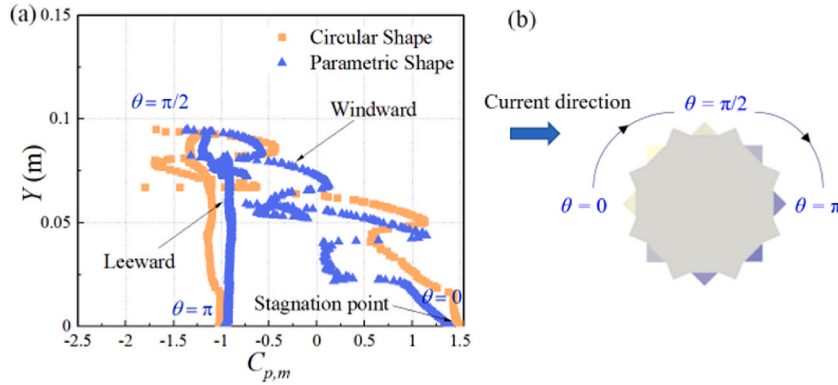 (a)
0.15
0.1
0.05
0
Y (m)
Circular Shape
Parametric Shape
θ = π/2
Windward
Leeward
θ = π
Stagnation point
θ = 0
-2.5 -2 -1.5 -1 -0.5 0 0.5 1 1.5
Cp,m
(b)
Current direction
θ = π/2
θ = 0
θ = π